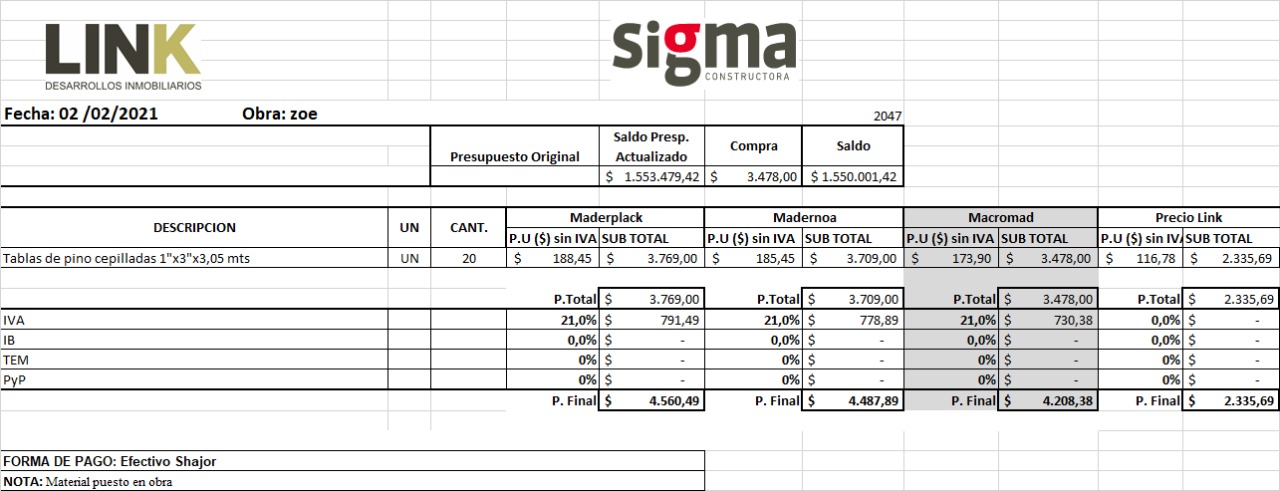 LINK
DESARROLLOS INMOBILIARIOS
sigma
CONSTRUCTORA
Fecha: 02 /02/2021 Obra: zoe 2047
Presupuesto Original Saldo Presp. Actualizado Compra Saldo
$ 1.553.479,42 $ 3.478,00 $ 1.550.001,42
DESCRIPCION UN CANT. Maderplack Madernoa Macromad Precio Link
P.U ($) sin IVA SUB TOTAL P.U ($) sin IVA SUB TOTAL P.U ($) sin IVA SUB TOTAL P.U ($) sin IV SUB TOTAL
Tablas de pino cepilladas 1"x3"x3,05 mts UN 20 $ 188,45 $ 3.769,00 $ 185,45 $ 3.709,00 $ 173,90 $ 3.478,00 $ 116,78 $ 2.335,69
P.Total $ 3.769,00 P.Total $ 3.709,00 P.Total $ 3.478,00 P.Total $ 2.335,69
IVA 21,0% $ 791,49 21,0% $ 778,89 21,0% $ 730,38 0,0% $ -
IB 0,0% $ - 0,0% $ - 0,0% $ - 0,0% $ -
TEM 0% $ - 0% $ - 0% $ - 0% $ -
PyP 0% $ - 0% $ - 0% $ - 0% $ -
P. Final $ 4.560,49 P. Final $ 4.487,89 P. Final $ 4.208,38 P. Final $ 2.335,69
FORMA DE PAGO: Efectivo Shajor
NOTA: Material puesto en obra